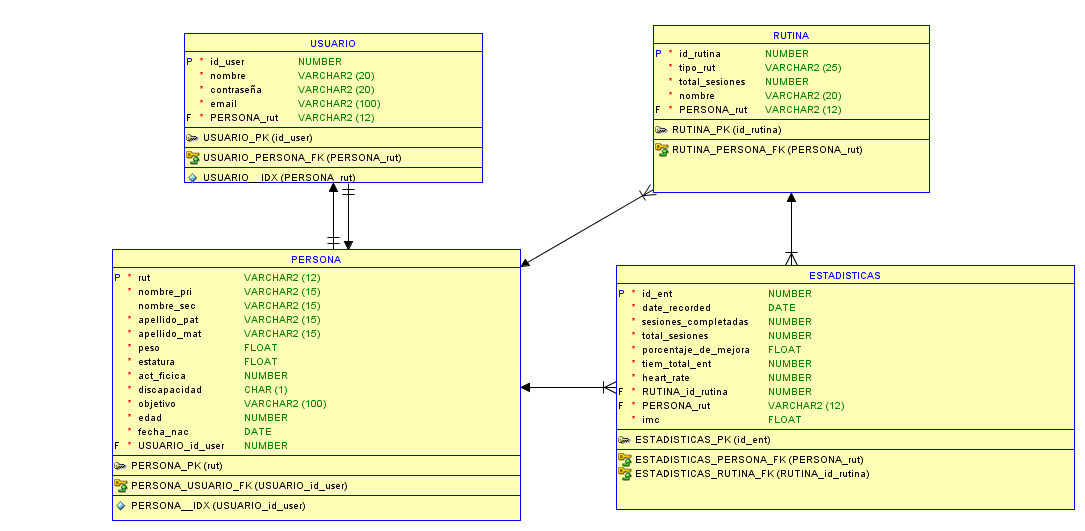 USUARIO
P * id_user NUMBER
* nombre VARCHAR2 (20)
* contraseña VARCHAR2 (20)
* email VARCHAR2 (100)
F * PERSONA_rut VARCHAR2 (12)
USUARIO_PK (id_user)
USUARIO_PERSONA_FK (PERSONA_rut)
USUARIO__IDX (PERSONA_rut)
RUTINA
P * id_rutina NUMBER
* tipo_rut VARCHAR2 (25)
* total_sesiones NUMBER
* nombre VARCHAR2 (20)
F * PERSONA_rut VARCHAR2 (12)
RUTINA_PK (id_rutina)
RUTINA_PERSONA_FK (PERSONA_rut)
PERSONA
P * rut VARCHAR2 (12)
* nombre_pri VARCHAR2 (15)
nombre_sec VARCHAR2 (15)
* apellido_pat VARCHAR2 (15)
* apellido_mat VARCHAR2 (15)
* peso FLOAT
* estatura FLOAT
* act_ficica NUMBER
* discapacidad CHAR (1)
* objetivo VARCHAR2 (100)
* edad NUMBER
* fecha_nac DATE
F * USUARIO_id_user NUMBER
PERSONA_PK (rut)
PERSONA_USUARIO_FK (USUARIO_id_user)
PERSONA__IDX (USUARIO_id_user)
ESTADISTICAS
P * id_ent NUMBER
* date_recorded DATE
* sesiones_completadas NUMBER
* total_sesiones NUMBER
* porcentaje_de_mejora FLOAT
* tiem_total_ent NUMBER
* heart_rate NUMBER
F * RUTINA_id_rutina NUMBER
F * PERSONA_rut VARCHAR2 (12)
* imc FLOAT
ESTADISTICAS_PK (id_ent)
ESTADISTICAS_PERSONA_FK (PERSONA_rut)
ESTADISTICAS_RUTINA_FK (RUTINA_id_rutina)